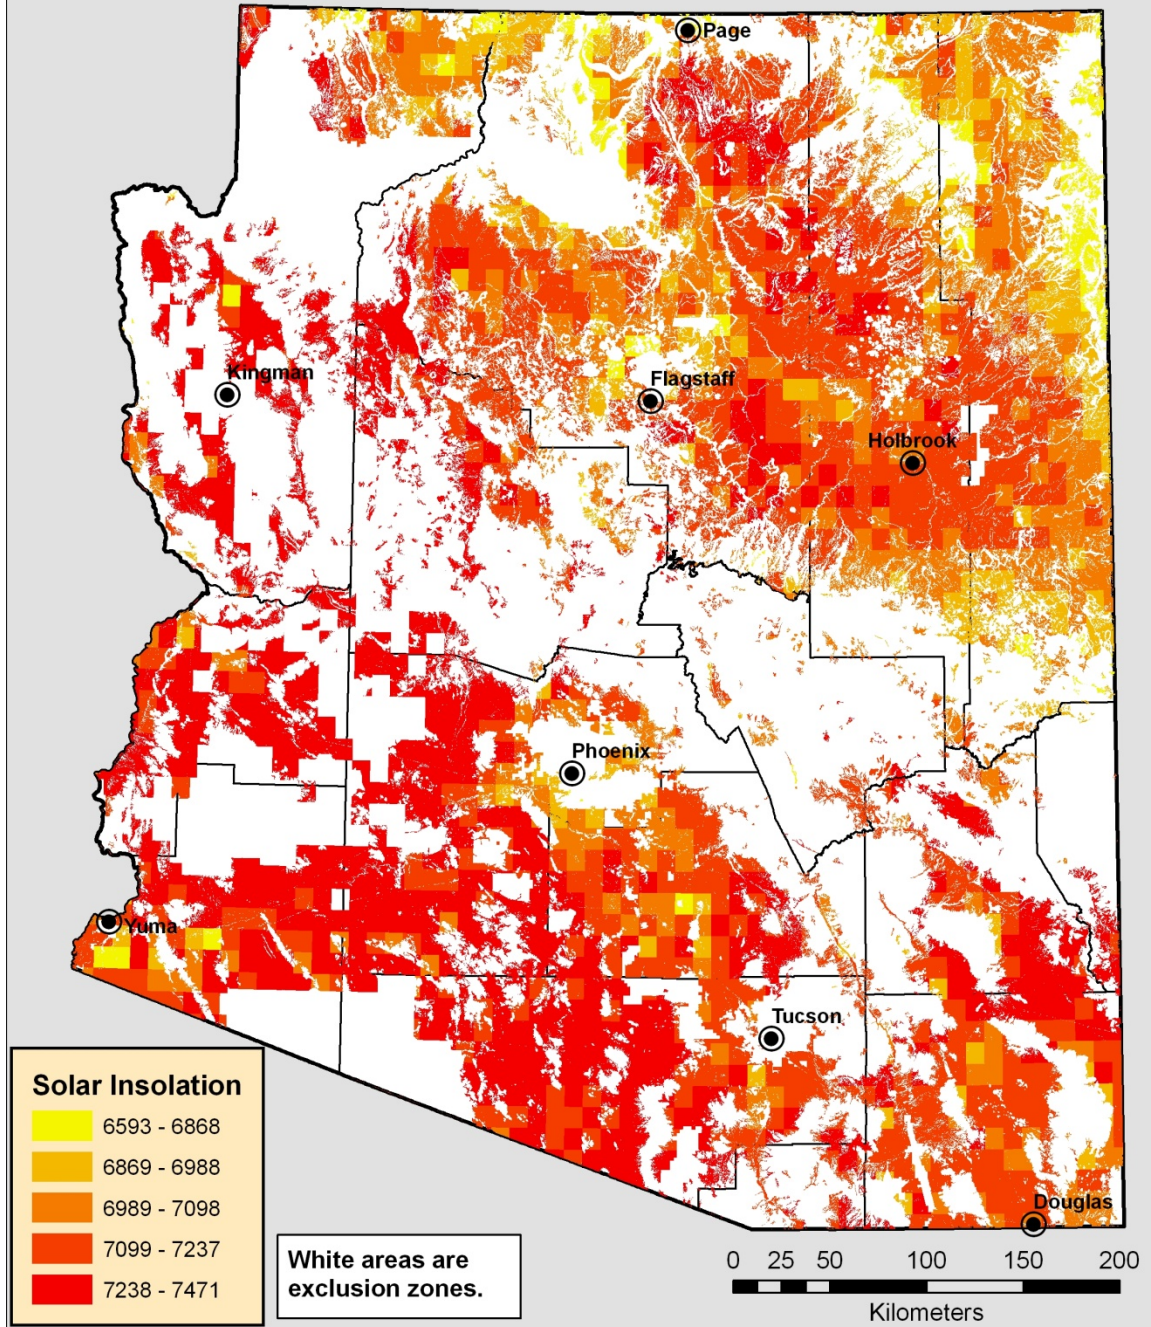 Page
Kingman
Flagstaff
Holbrook
Phoenix
Yuma
Tucson
Douglas
Solar Insolation
6593 - 6868
6869 - 6988
6989 - 7098
7099 - 7237
7238 - 7471
White areas are
exclusion zones.
0 25 50 100 150 200
Kilometers